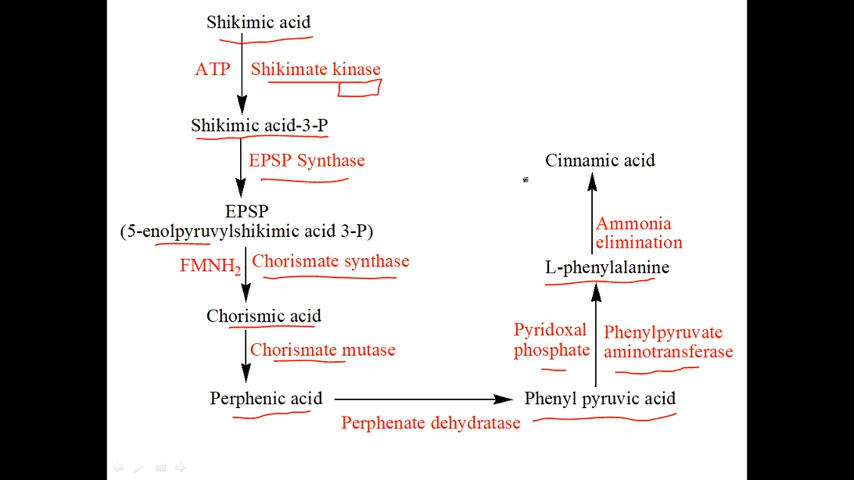 Shikimic acid
ATP Shikimate kinase
Shikimic acid-3-P
EPSP Synthase
EPSP
(5-enolpyruvylshikimic acid 3-P)
FMNH2 Chorismate synthase
Chorismic acid
Chorismate mutase
Perphenic acid
Perphenate dehydratase
Phenyl pyruvic acid
Pyridoxal
phosphate
Phenylpyruvate
aminotransferase
L-phenylalanine
Ammonia
elimination
Cinnamic acid